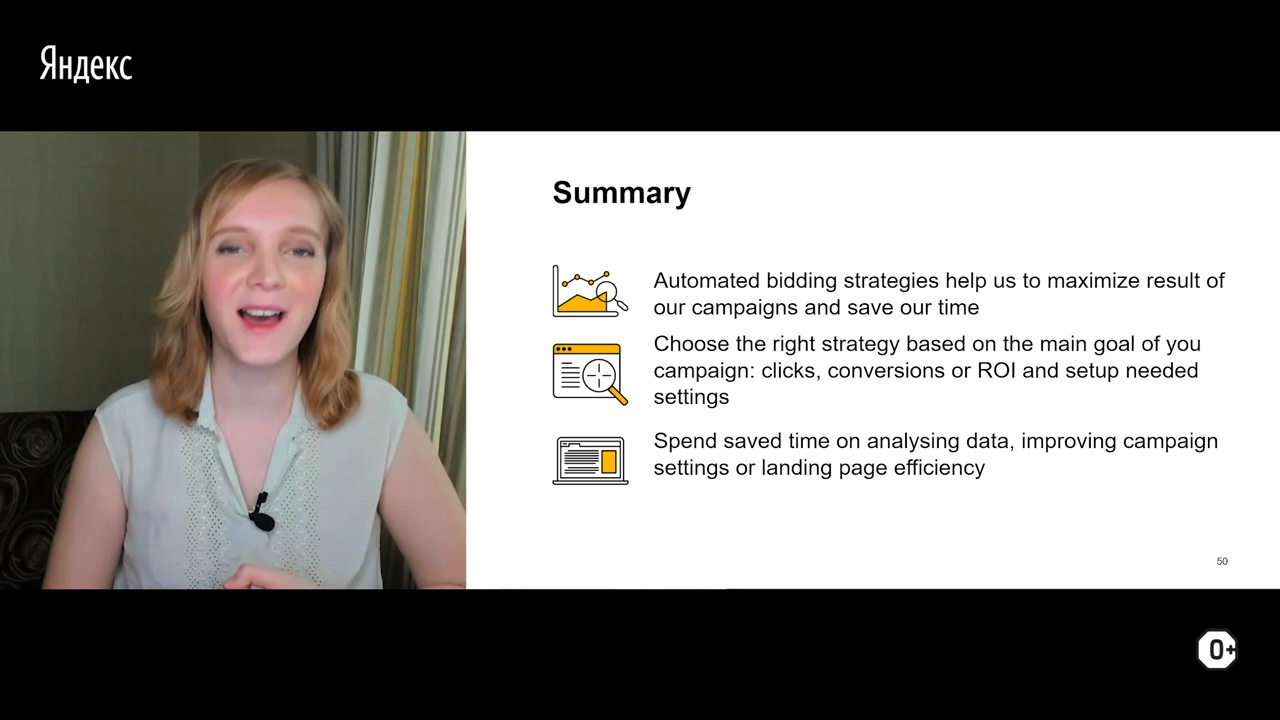 Яндекс
Summary
Automated bidding strategies help us to maximize result of
our campaigns and save our time
Choose the right strategy based on the main goal of you
campaign: clicks, conversions or ROI and setup needed
settings
Spend saved time on analysing data, improving campaign
settings or landing page efficiency
50
0+